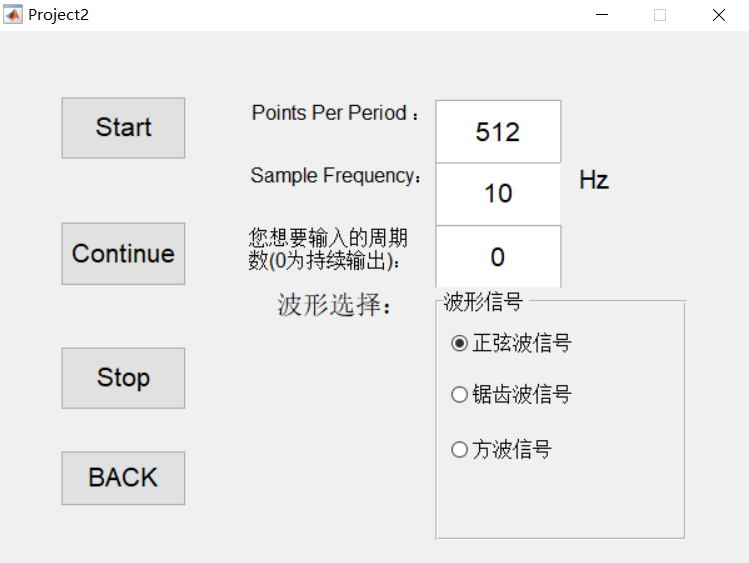 Project2
Start
Points Per Period：
512
Sample Frequency：
10
Hz
Continue
您想要输入的周期
数(0为持续输出)：
0
波形选择：
波形信号
正弦波信号
锯齿波信号
方波信号
Stop
BACK